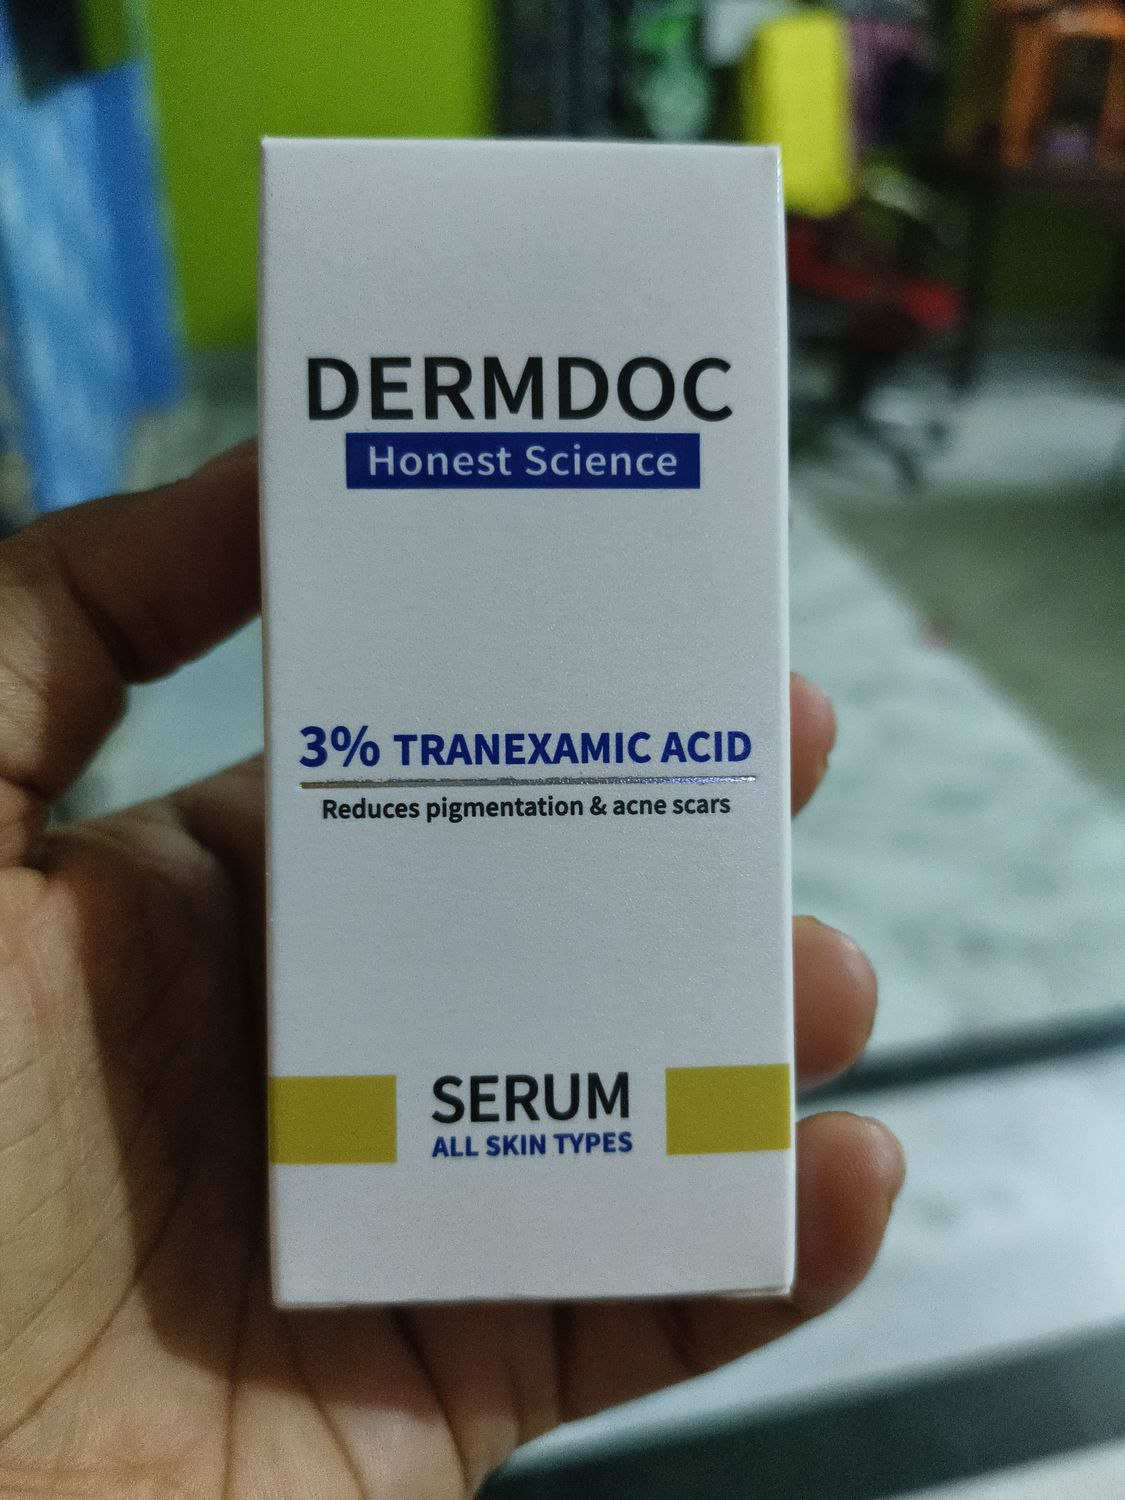 DERMDOC
Honest Science
3% TRANEXAMIC ACID
Reduces pigmentation & acne scars
SERUM
ALL SKIN TYPES